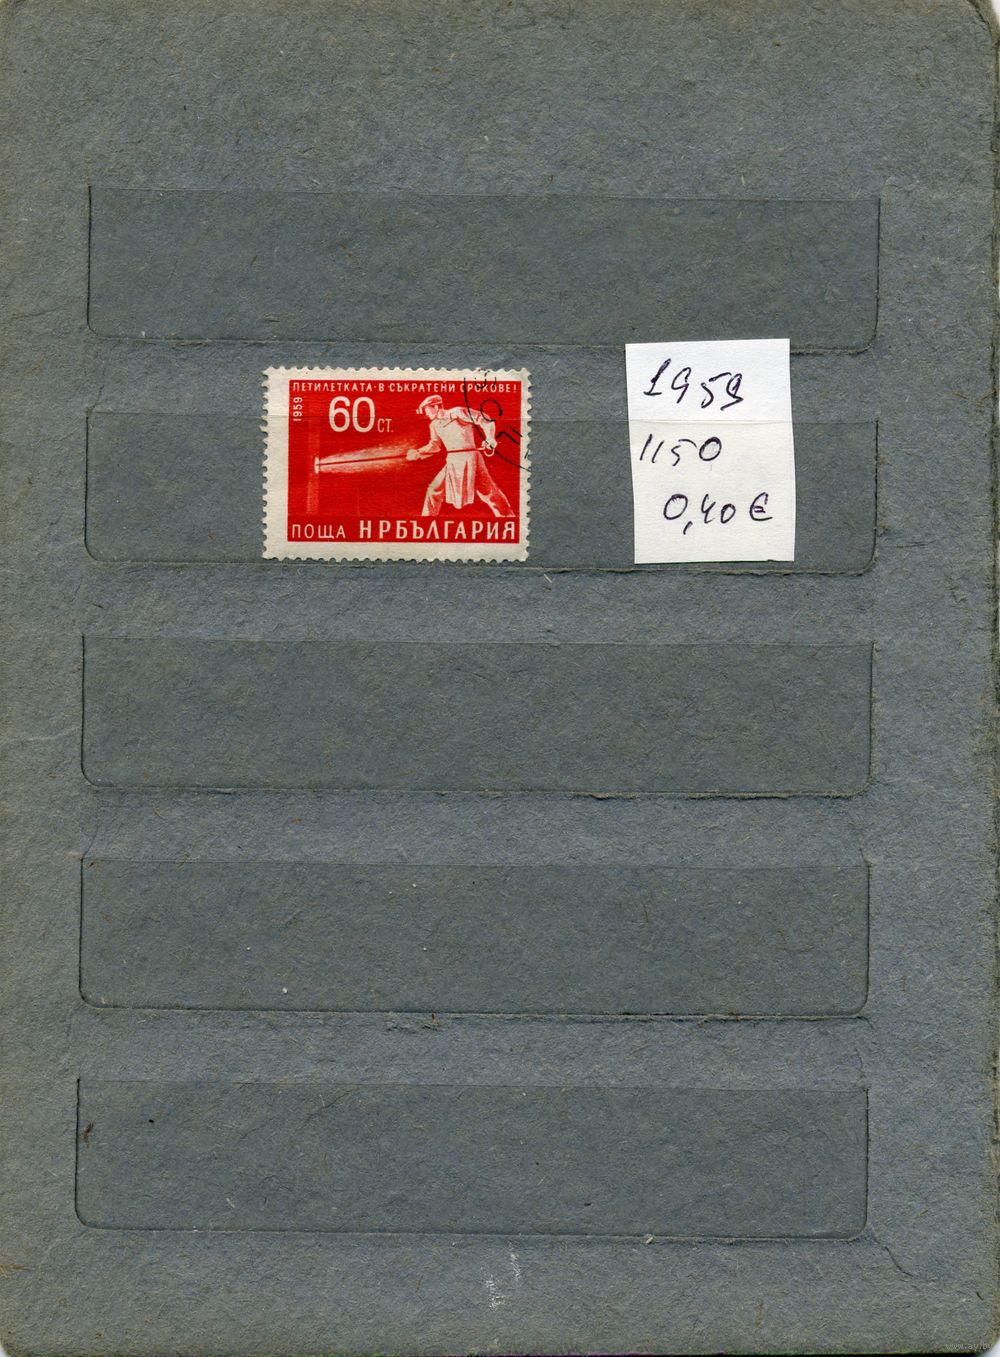 ПЕТИЛЕТКАТА-В СЪКРАТЕНИ СРОКОВЕ!
1959
60 СТ.
ПОЩА НРБЪЛГАРИЯ
1959
1150
0,40 €